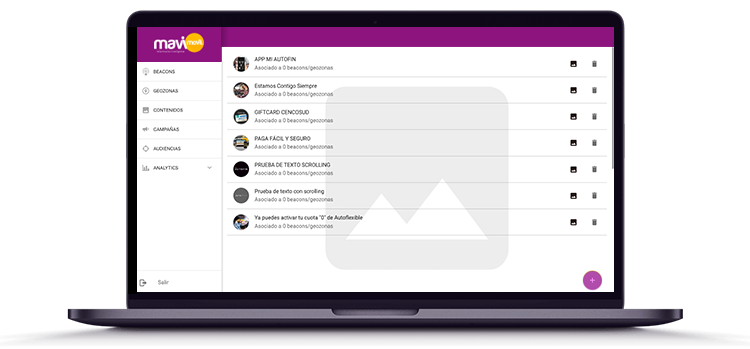 mavi
movil
BEACONS
GEOZONAS
CONTENIDOS
CAMPAÑAS
AUDIENCIAS
ANALYTICS
Salir
APP MI AUTOFIN
Asociado a 0 beacons/geozonas
Estamos Contigo Siempre
Asociado a 0 beacons/geozonas
GIFTCARD CENCOSUD
Asociado a 0 beacons/geozonas
PAGA FÁCIL Y SEGURO
Asociado a 0 beacons/geozonas
PRUEBA DE TEXTO SCROLLING
Asociado a 0 beacons/geozonas
Prueba de texto con scrolling
Asociado a 0 beacons/geozonas
Ya puedes activar tu cuota "0" de Autoflexible
Asociado a 0 beacons/geozonas